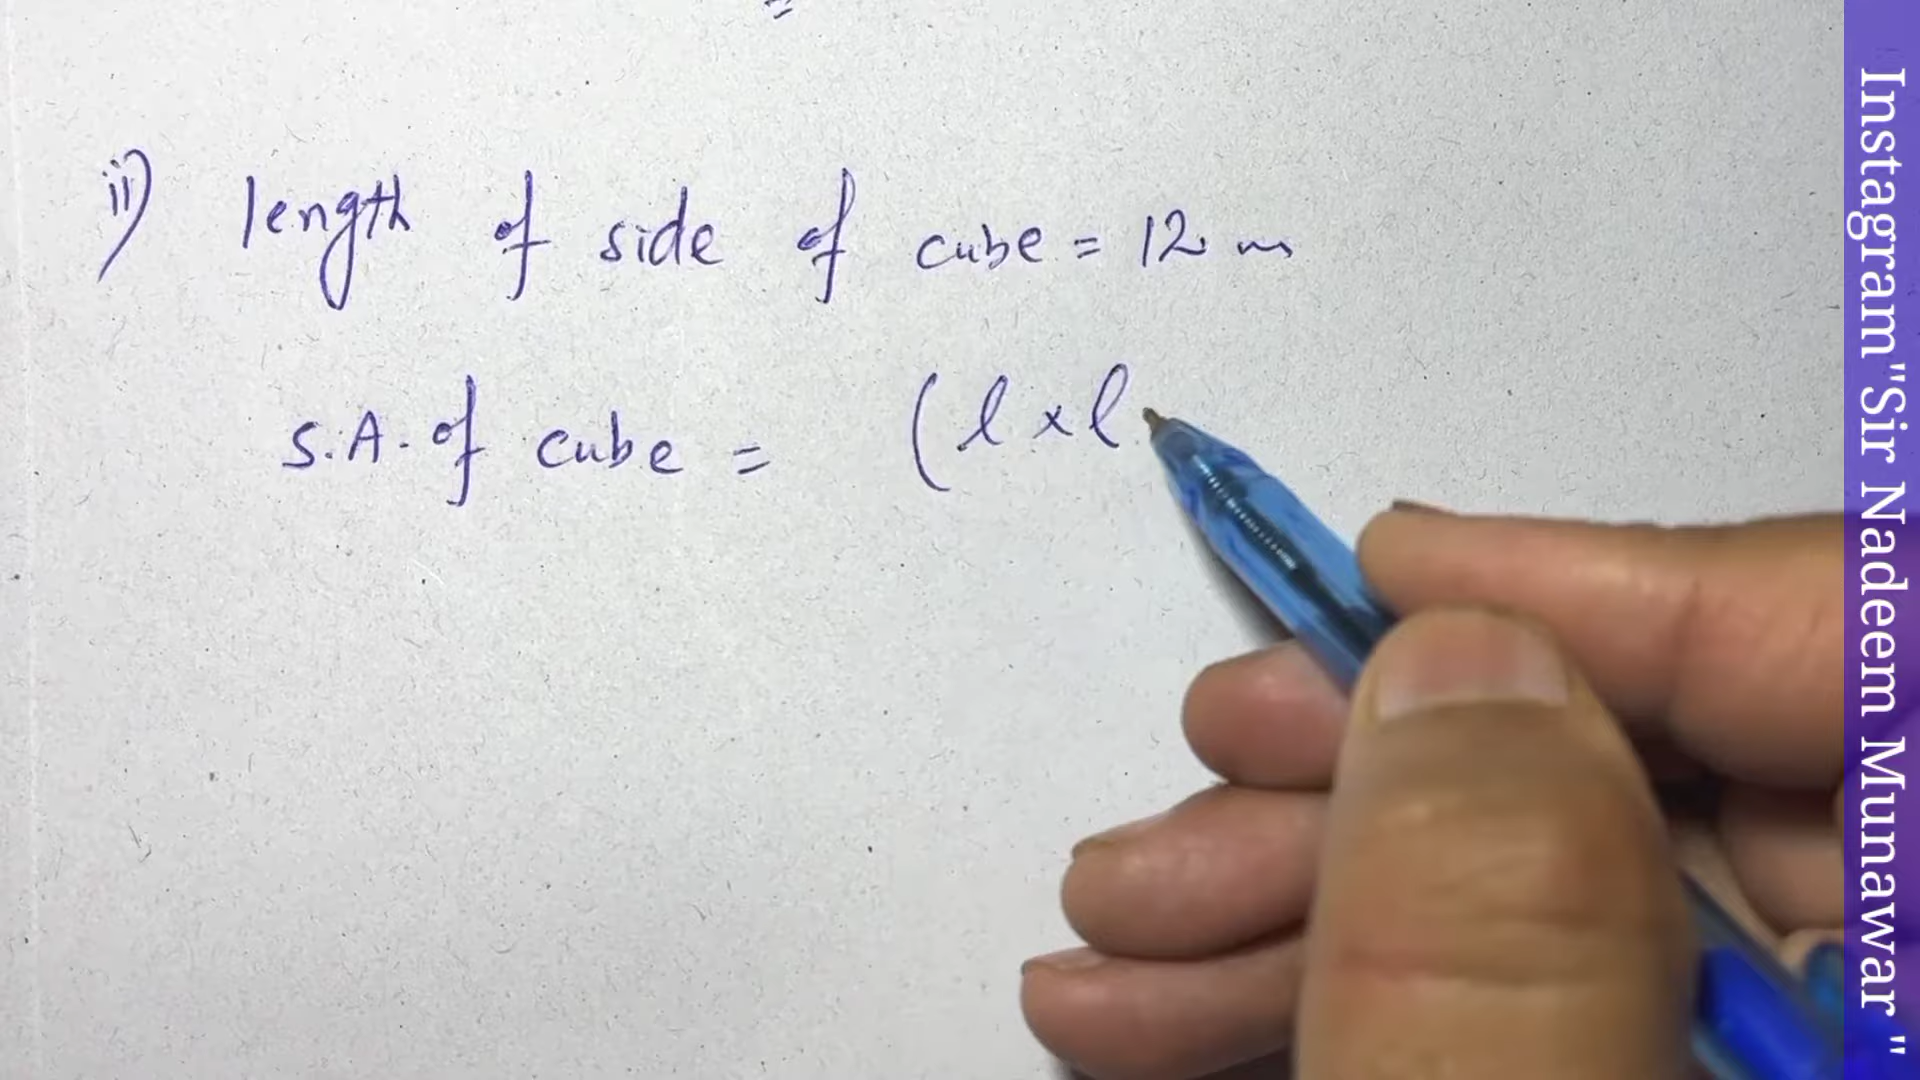 ii) length of side of cube = 12 m
S.A. of cube = (l × l
Instagram"Sir Nadeem Munawar"